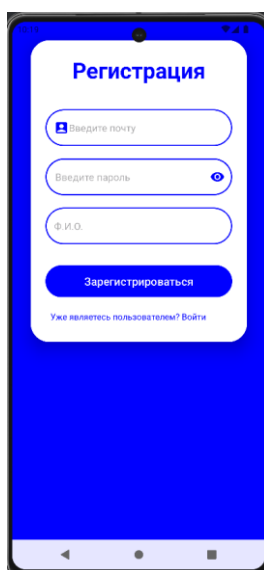 Регистрация
Введите почту
Введите пароль
Ф.И.О.
Зарегистрироваться
Уже являетесь пользователем? Войти